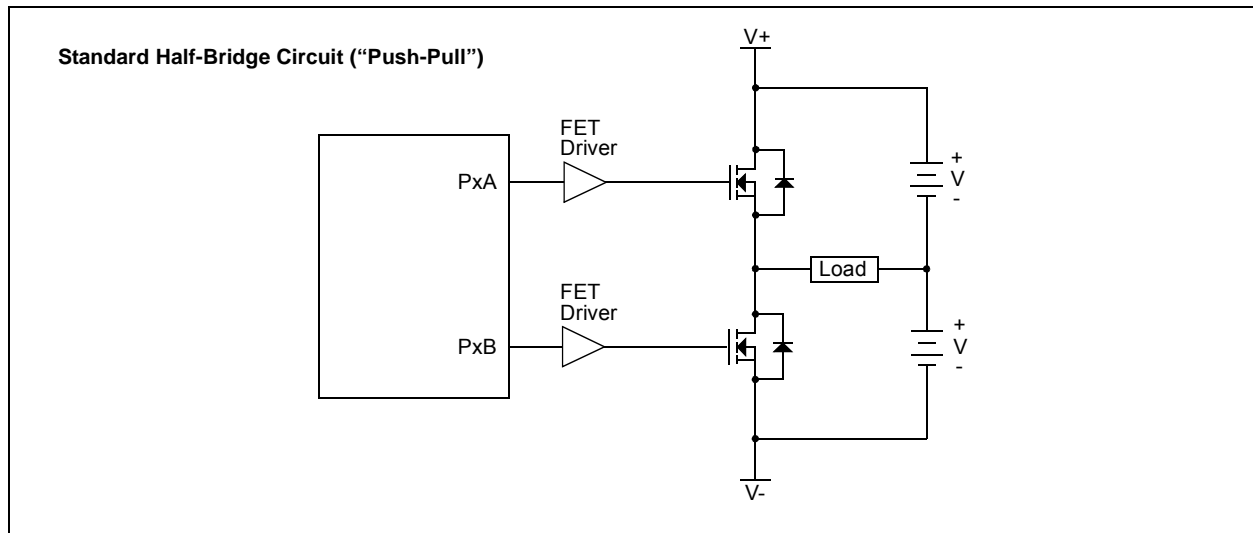 Standard Half-Bridge Circuit (“Push-Pull”)
V+
FET
Driver
PxA
+
V
-
Load
FET
Driver
PxB
+
V
-
V-